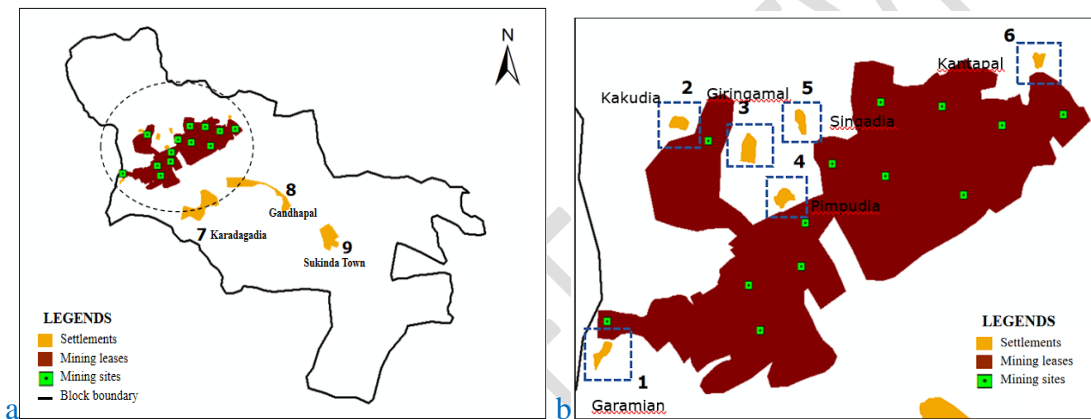 N
8
Gandhapal
7 Karadagadia
9
Sukinda Town
LEGENDS
Settlements
Mining leases
Mining sites
Block boundary
a
6
Kantapal
2
Giringamal
5
Kakudia
3
Singadia
4
Pimpudia
LEGENDS
Settlements
Mining leases
Mining sites
1
Garamian
b